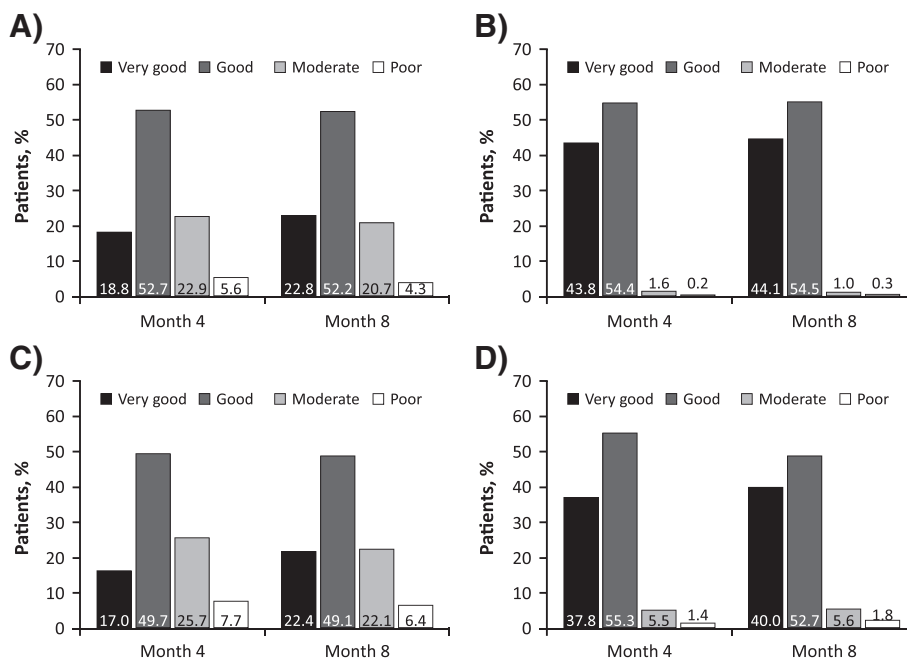 A)
Patients, %
70
60
50
40
30
20
10
0
Very good Good Moderate Poor
18.8 52.7 22.9 5.6 22.8 52.2 20.7 4.3
Month 4 Month 8
B)
Patients, %
70
60
50
40
30
20
10
0
Very good Good Moderate Poor
43.8 54.4 1.6 0.2 44.1 54.5 1.0 0.3
Month 4 Month 8
C)
Patients, %
70
60
50
40
30
20
10
0
Very good Good Moderate Poor
17.0 49.7 25.7 7.7 22.4 49.1 22.1 6.4
Month 4 Month 8
D)
Patients, %
70
60
50
40
30
20
10
0
Very good Good Moderate Poor
37.8 55.3 5.5 1.4 40.0 52.7 5.6 1.8
Month 4 Month 8